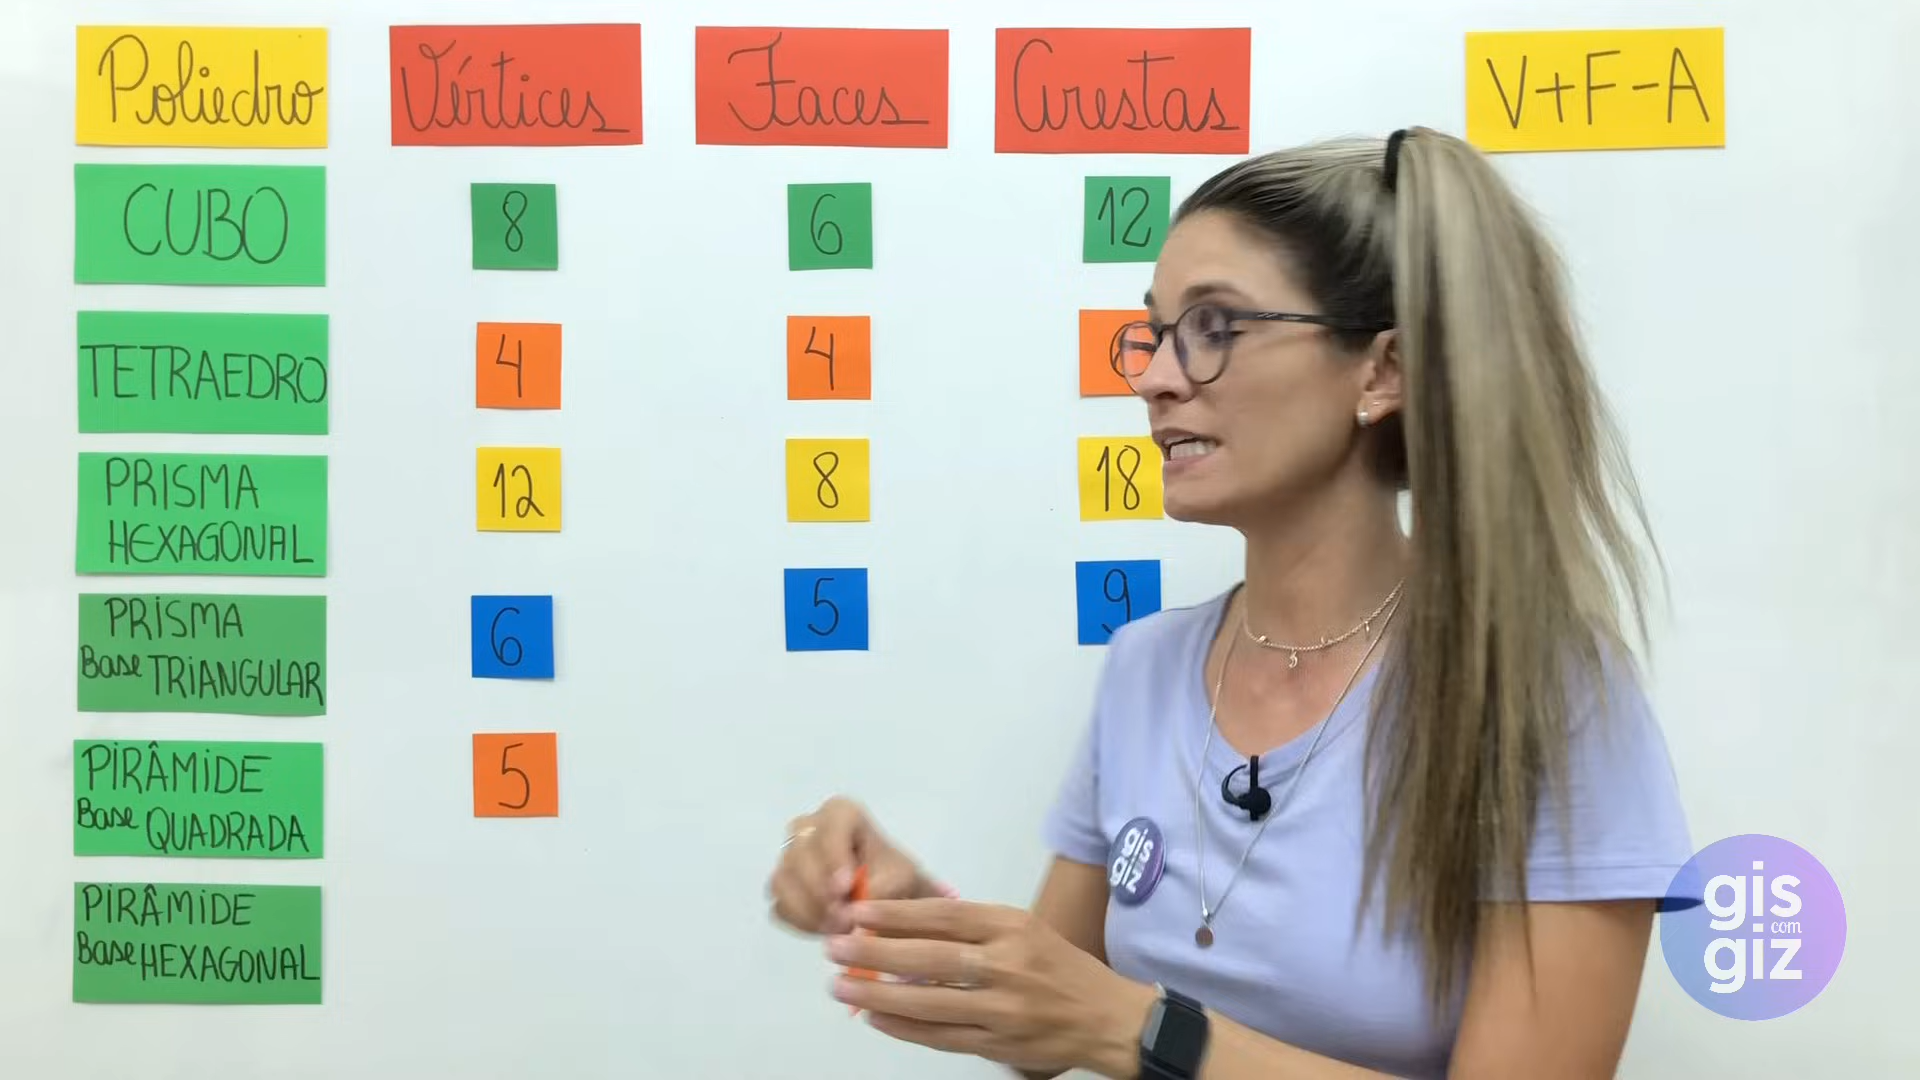 Poliedro Vértices Faces Arestas V+F-A
CUBO 8 6 12
TETRAEDRO 4 4
PRISMA
HEXAGONAL
12 8 18
PRISMA
Base TRIANGULAR
6 5 9
PIRÂMIDE
Base QUADRADA
5
PIRÂMIDE
Base HEXAGONAL
gis
giz
gis
com
giz